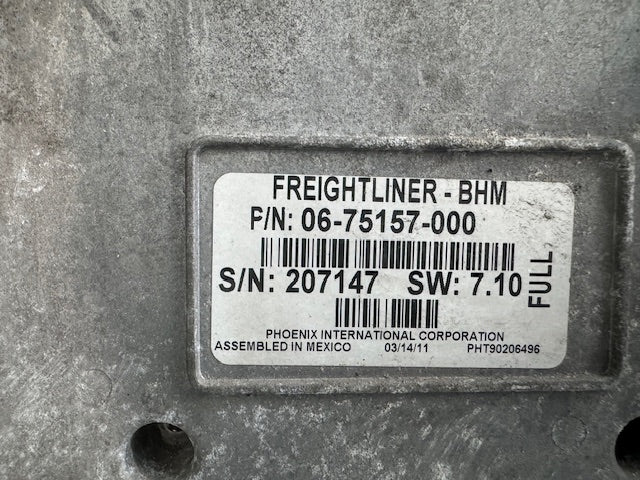 FREIGHTLINER - BHM
P/N: 06-75157-000
S/N: 207147 SW: 7.10
FULL
PHOENIX INTERNATIONAL CORPORATION
ASSEMBLED IN MEXICO 03/14/11 PHT90206496